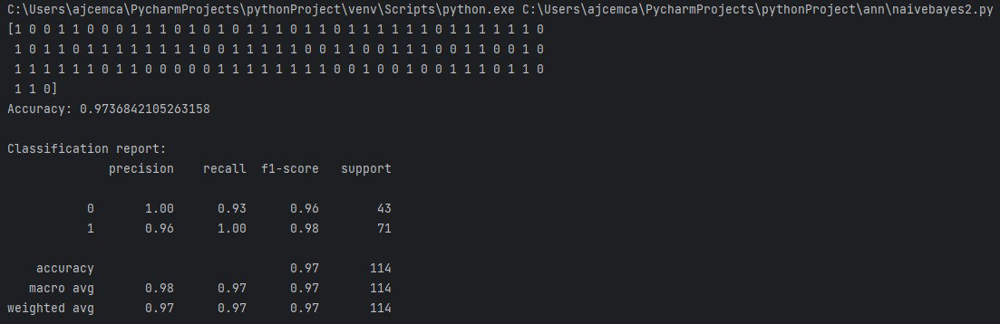 C:\Users\ajcemca\PycharmProjects\pythonProject\venv\Scripts\python.exe C:\Users\ajcemca\PycharmProjects\pythonProject\ann\naivebayes2.py
[1 0 0 1 1 0 0 0 1 1 1 0 1 0 1 0 1 1 1 0 1 1 0 1 1 1 1 1 1 0 1 1 1 1 1 1 0
 1 0 1 1 0 1 1 1 1 1 1 1 1 0 0 1 1 1 1 1 0 0 1 1 0 0 1 1 1 0 0 1 1 0 0 1 0
 1 1 1 1 1 1 0 1 1 0 0 0 0 0 1 1 1 1 1 1 1 1 0 0 1 0 0 1 0 0 1 1 1 0 1 1 0
 1 1 0]
Accuracy: 0.9736842105263158
Classification report:
              precision    recall  f1-score   support
           0       1.00      0.93      0.96        43
           1       0.96      1.00      0.98        71
    accuracy                           0.97       114
   macro avg       0.98      0.97      0.97       114
weighted avg       0.97      0.97      0.97       114